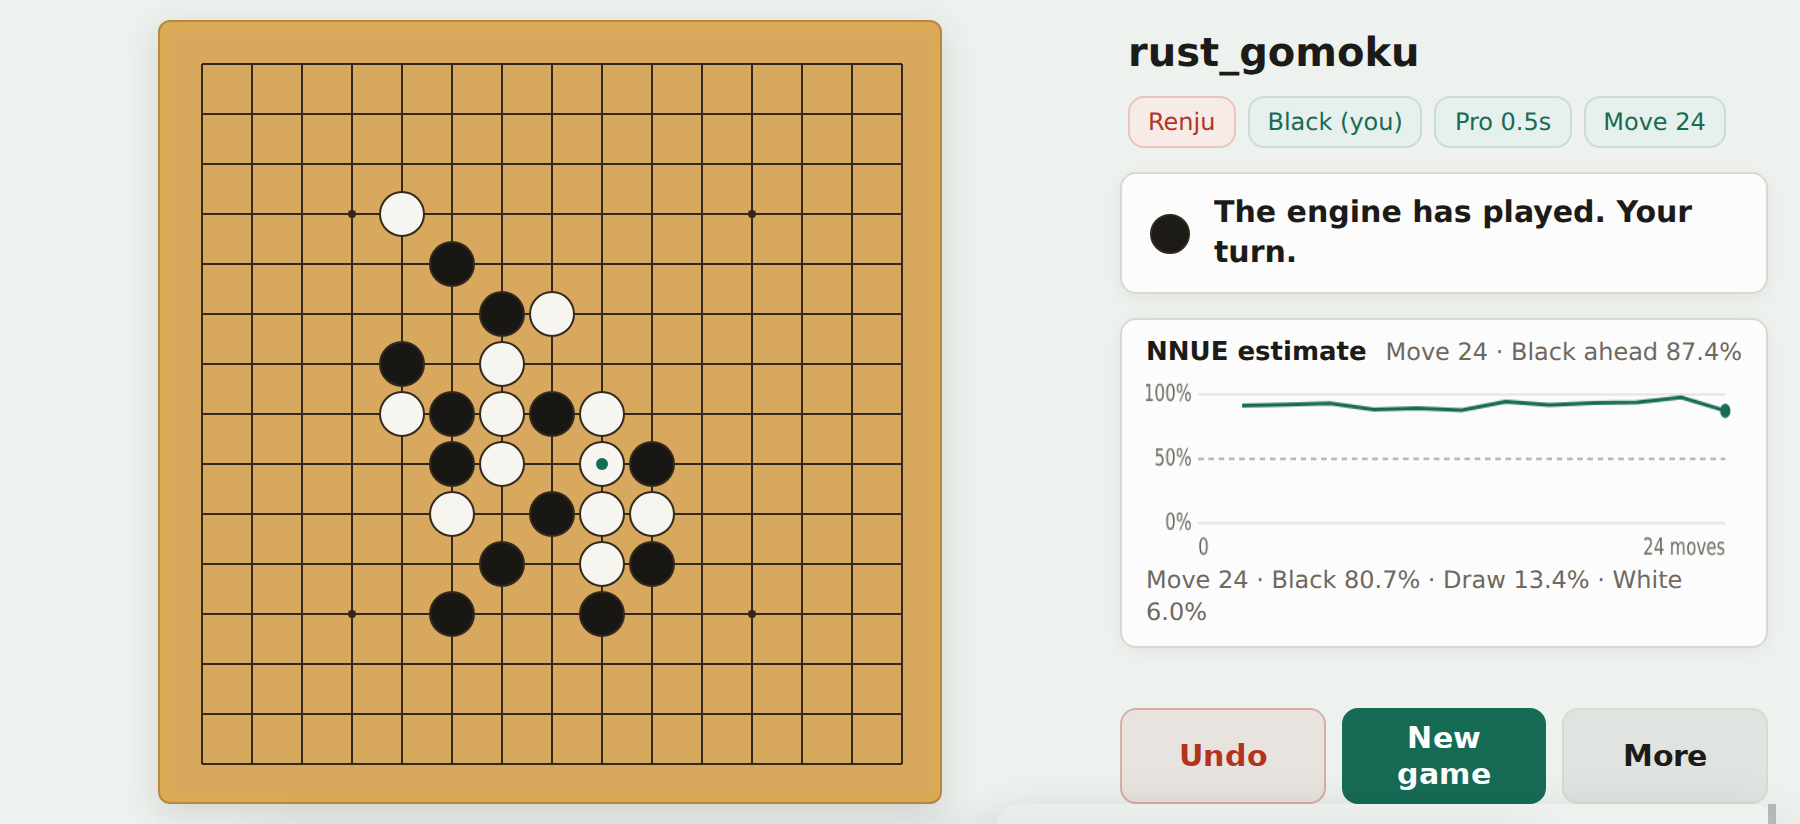 rust_gomoku
Renju
Black (you)
Pro 0.5s
Move 24
The engine has played. Your
turn.
NNUE estimate
Move 24 · Black ahead 87.4%
100%
50%
0%
0
24 moves
Move 24 · Black 80.7% · Draw 13.4% · White
6.0%
Undo
New
game
More